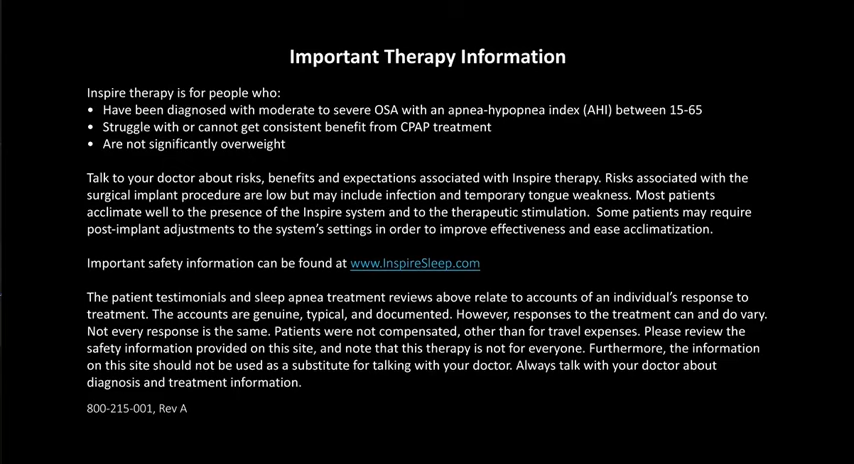 Important Therapy Information
Inspire therapy is for people who:
• Have been diagnosed with moderate to severe OSA with an apnea-hypopnea index (AHI) between 15-65
• Struggle with or cannot get consistent benefit from CPAP treatment
• Are not significantly overweight
Talk to your doctor about risks, benefits and expectations associated with Inspire therapy. Risks associated with the
surgical implant procedure are low but may include infection and temporary tongue weakness. Most patients
acclimate well to the presence of the Inspire system and to the therapeutic stimulation.  Some patients may require
post-implant adjustments to the system's settings in order to improve effectiveness and ease acclimatization.
Important safety information can be found at www.InspireSleep.com
The patient testimonials and sleep apnea treatment reviews above relate to accounts of an individual's response to
treatment. The accounts are genuine, typical, and documented. However, responses to the treatment can and do vary.
Not every response is the same. Patients were not compensated, other than for travel expenses. Please review the
safety information provided on this site, and note that this therapy is not for everyone. Furthermore, the information
on this site should not be used as a substitute for talking with your doctor. Always talk with your doctor about
diagnosis and treatment information.
800-215-001, Rev A